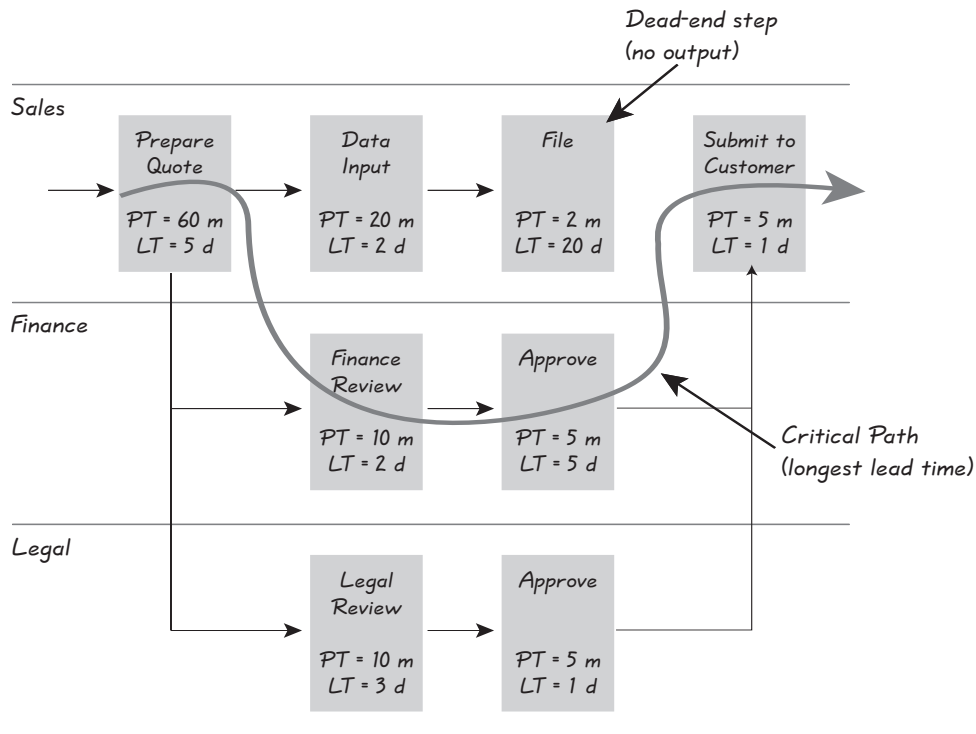 Dead-end step
(no output)
Sales
Prepare
Quote
PT = 60 m
LT = 5 d
Data
Input
PT = 20 m
LT = 2 d
File
PT = 2 m
LT = 20 d
Submit to
Customer
PT = 5 m
LT = 1 d
Finance
Finance
Review
PT = 10 m
LT = 2 d
Approve
PT = 5 m
LT = 5 d
Critical Path
(longest lead time)
Legal
Legal
Review
PT = 10 m
LT = 3 d
Approve
PT = 5 m
LT = 1 d